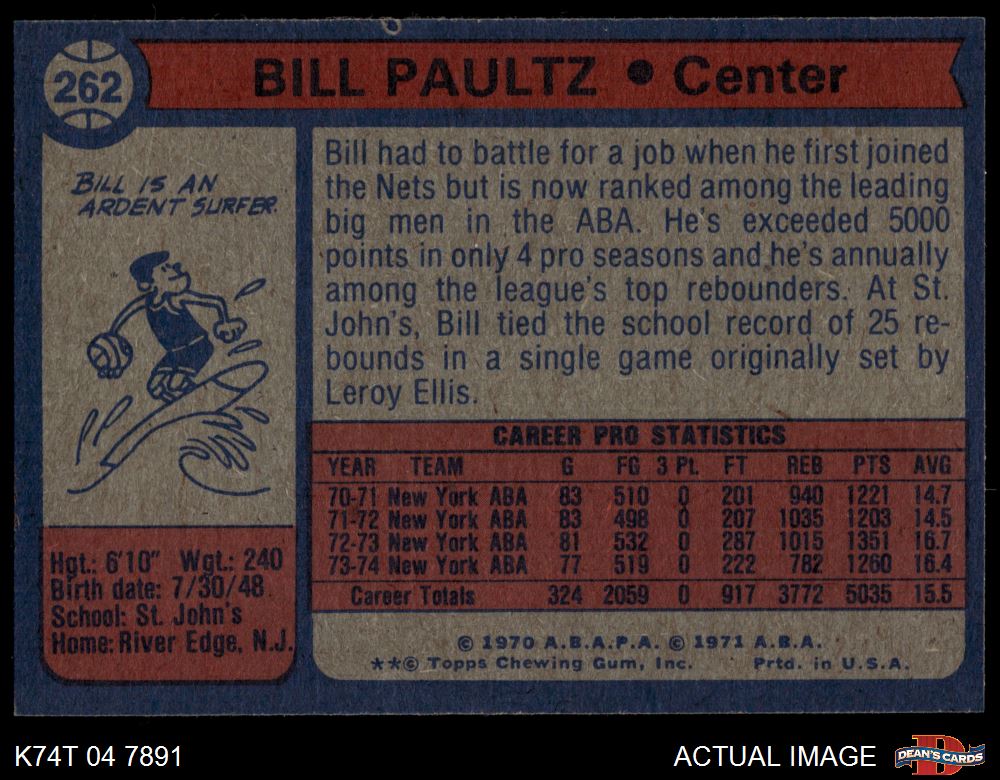 262
BILL PAULTZ • Center
BILL IS AN
ARDENT SURFER.
Hgt.: 6'10" Wgt.: 240
Birth date: 7/30/48
School: St. John's
Home: River Edge, N.J.
Bill had to battle for a job when he first joined
the Nets but is now ranked among the leading
big men in the ABA. He's exceeded 5000
points in only 4 pro seasons and he's annually
among the league's top rebounders. At St.
John's, Bill tied the school record of 25 re-
bounds in a single game originally set by
Leroy Ellis.
CAREER PRO STATISTICS
YEAR TEAM G FG 3 Pt. FT REB PTS AVG
70-71 New York ABA 83 510 0 201 940 1221 14.7
71-72 New York ABA 83 498 0 207 1035 1203 14.5
72-73 New York ABA 81 532 0 287 1015 1351 16.7
73-74 New York ABA 77 519 0 222 782 1260 16.4
Career Totals 324 2059 0 917 3772 5035 15.5
© 1970 A.B.A.P.A. © 1971 A.B.A.
**© Topps Chewing Gum, Inc. Prtd. in U.S.A.
K74T 04 7891
ACTUAL IMAGE
D
DEAN'S CARDS